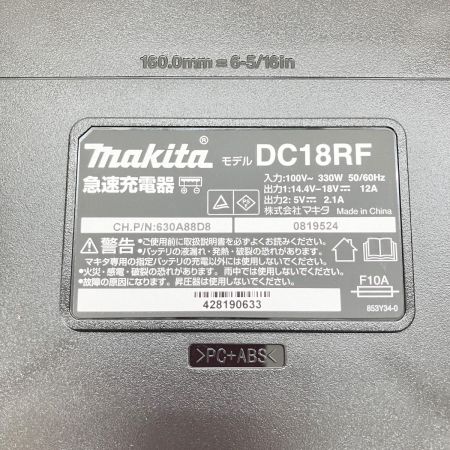 160.0mm≒6-5/16in
makita® モデル DC18RF
急速充電器
入力:100V~ 330W 50/60Hz
出力1:14.4V-18V⎓ 12A
出力2:5V⎓ 2.1A
株式会社マキタ Made in China
CH.P/N:630A88D8
0819524
⚠警告 •ご使用前に取扱説明書を必ずよくお読みください。
•バッテリの液漏れ・発熱・破裂の恐れがありますので、
マキタ専用の指定バッテリの充電以外には使用しないでください。
•火災・感電・破裂の恐れあり。雨中では使用しないでください。
•故障の原因になります。昇圧器は使用しないでください。
428190633
F10A
853Y34-0
>PC+ABS<